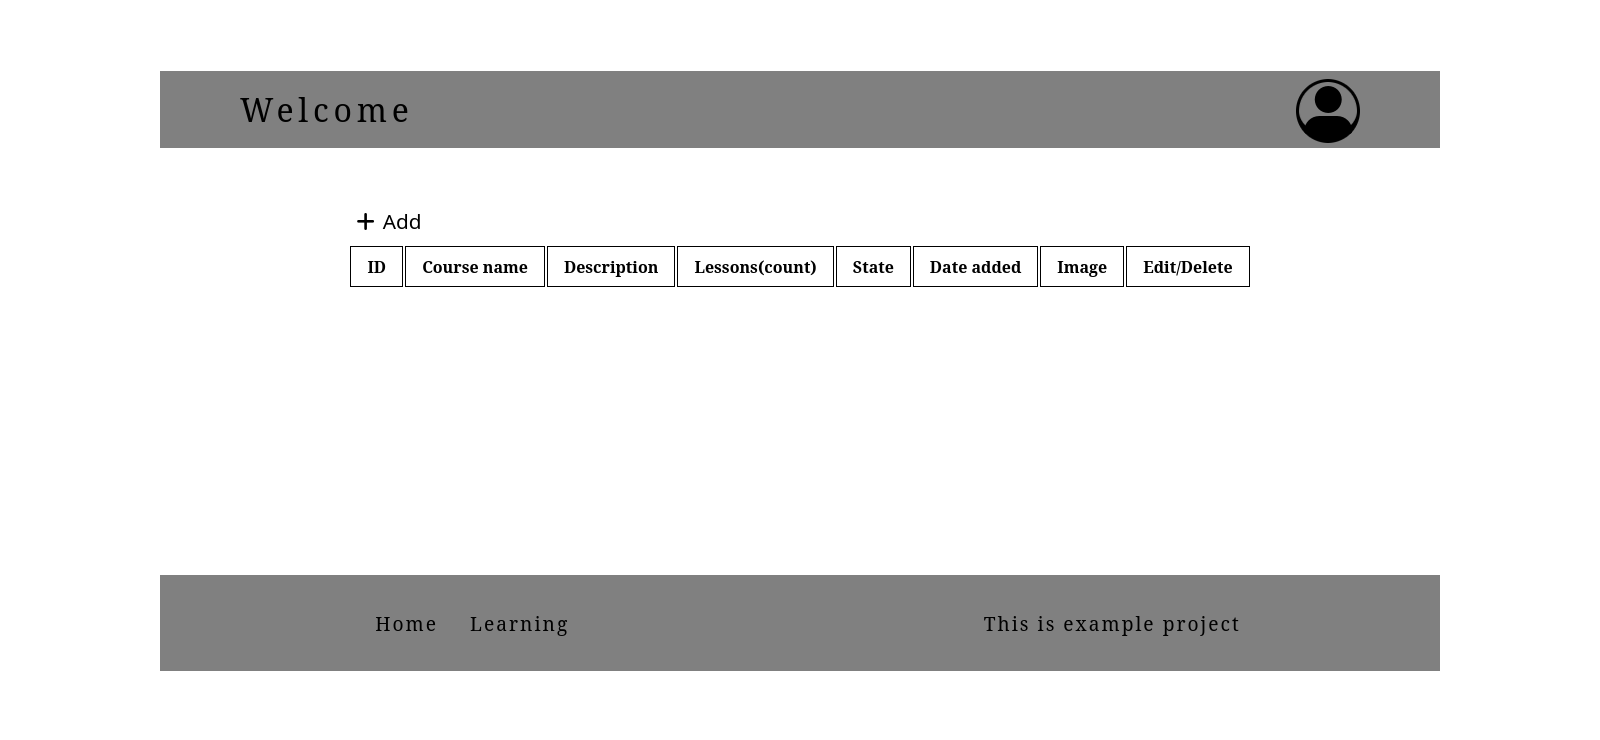 Welcome
Add
ID Course name Description Lessons(count) State Date added Image Edit/Delete
Home Learning This is example project